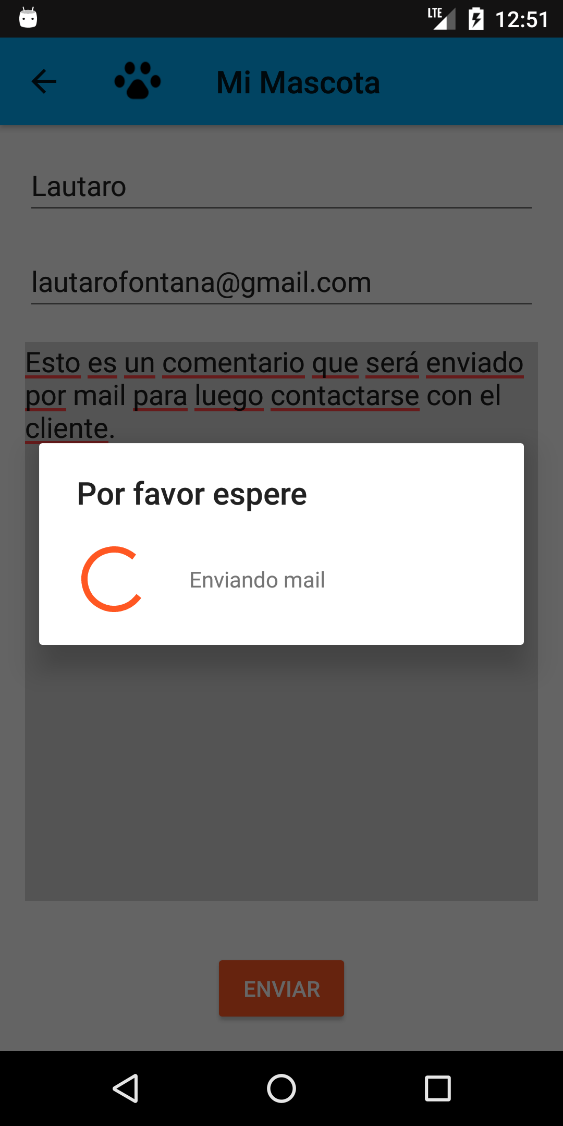 LTE 12:51
Mi Mascota
Lautaro
lautarofontana@gmail.com
Esto es un comentario que será enviado
por mail para luego contactarse con el
cliente.
Por favor espere
Enviando mail
ENVIAR